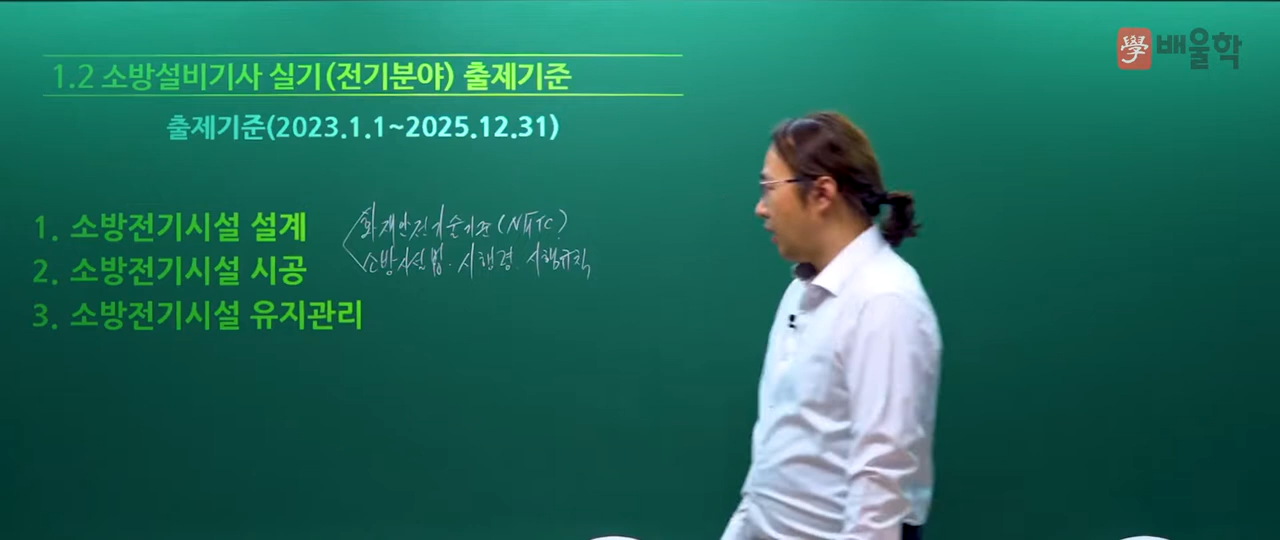 學 배울학
1.2 소방설비기사 실기(전기분야) 출제기준
출제기준(2023.1.1~2025.12.31)
1. 소방전기시설 설계
화재안전기술기준(NFTC)
2. 소방전기시설 시공
소방시설법. 시행령. 시행규칙
3. 소방전기시설 유지관리